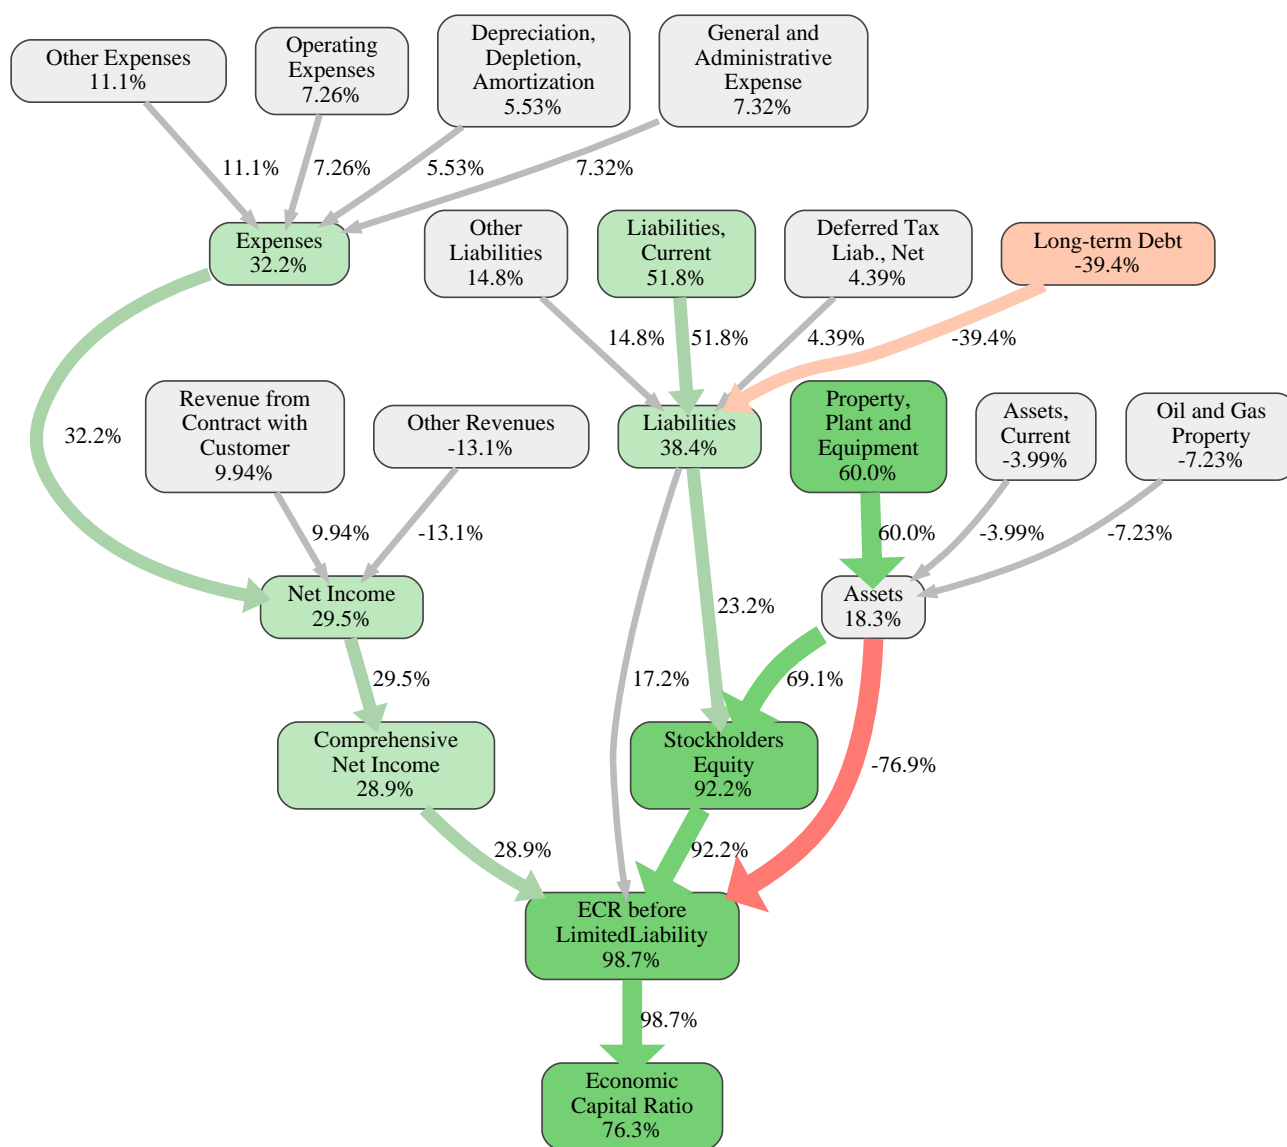 Other Expenses
11.1%
Operating
Expenses
7.26%
Depreciation,
Depletion,
Amortization
5.53%
General and
Administrative
Expense
7.32%
11.1%
7.26%
5.53%
7.32%
Expenses
32.2%
Other
Liabilities
14.8%
Liabilities,
Current
51.8%
Deferred Tax
Liab., Net
4.39%
Long-term Debt
-39.4%
14.8%
51.8%
4.39%
-39.4%
32.2%
Revenue from
Contract with
Customer
9.94%
Other Revenues
-13.1%
Liabilities
38.4%
Property,
Plant and
Equipment
60.0%
Assets,
Current
-3.99%
Oil and Gas
Property
-7.23%
9.94%
-13.1%
60.0%
-3.99%
-7.23%
Net Income
29.5%
23.2%
Assets
18.3%
29.5%
17.2%
69.1%
Comprehensive
Net Income
28.9%
Stockholders
Equity
92.2%
-76.9%
28.9%
92.2%
ECR before
LimitedLiability
98.7%
98.7%
Economic
Capital Ratio
76.3%